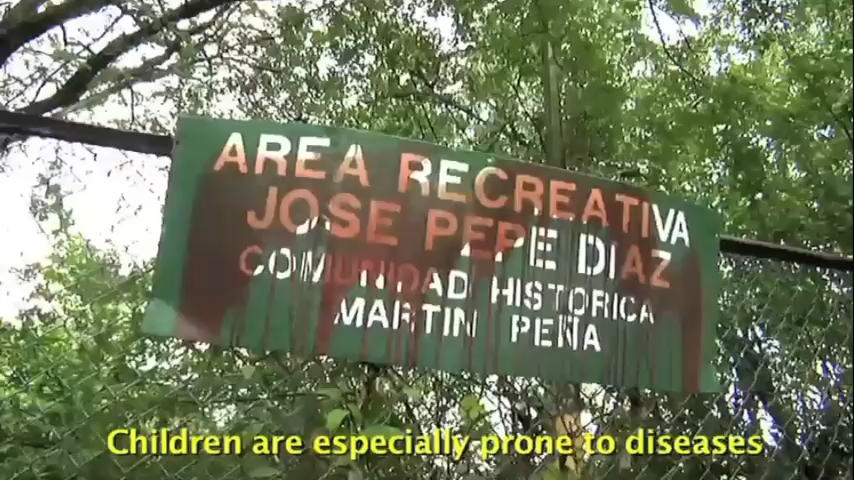 AREA RECREATIVA
JOSE PEPE DIAZ
COMUNIDAD HISTORICA
MARTIN PEÑA
Children are especially prone to diseases